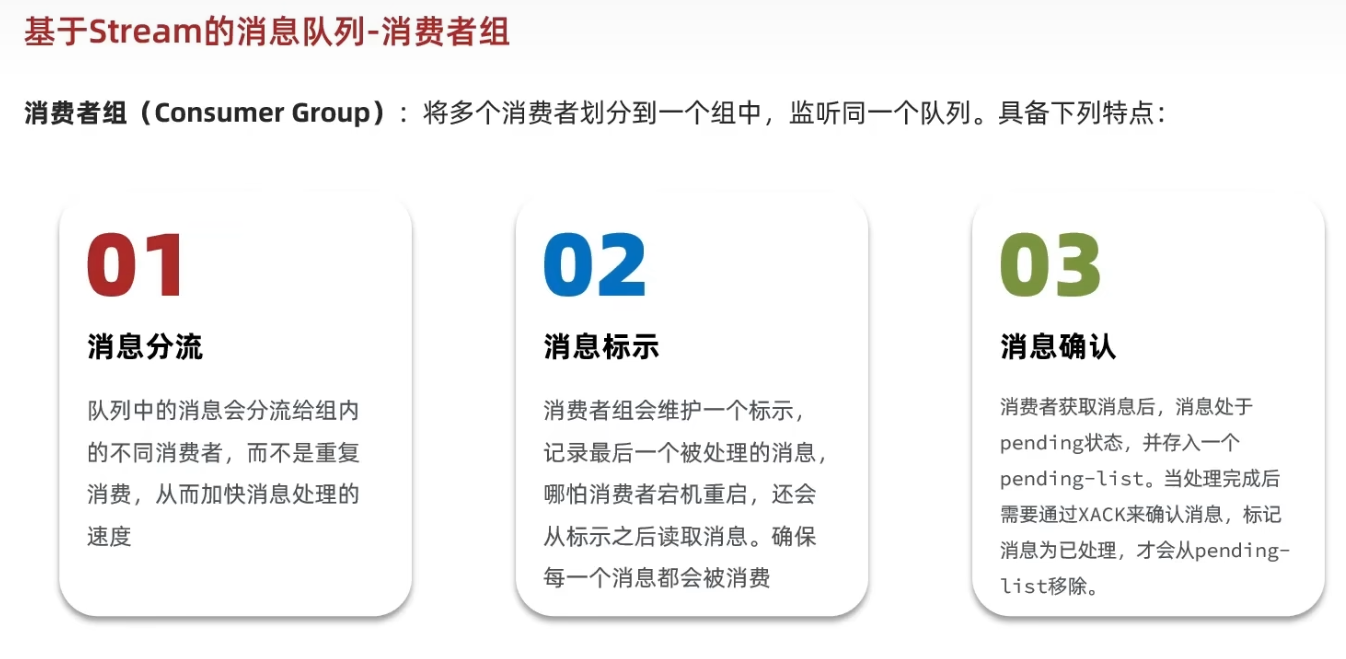 基于Stream的消息队列-消费者组
消费者组（Consumer Group）：将多个消费者划分到一个组中，监听同一个队列。具备下列特点：
01
消息分流
队列中的消息会分流给组内
的不同消费者，而不是重复
消费，从而加快消息处理的
速度
02
消息标示
消费者组会维护一个标示，
记录最后一个被处理的消息，
哪怕消费者宕机重启，还会
从标示之后读取消息。确保
每一个消息都会被消费
03
消息确认
消费者获取消息后，消息处于
pending状态，并存入一个
pending-list。当处理完成后
需要通过XACK来确认消息，标记
消息为已处理，才会从pending-
list移除。